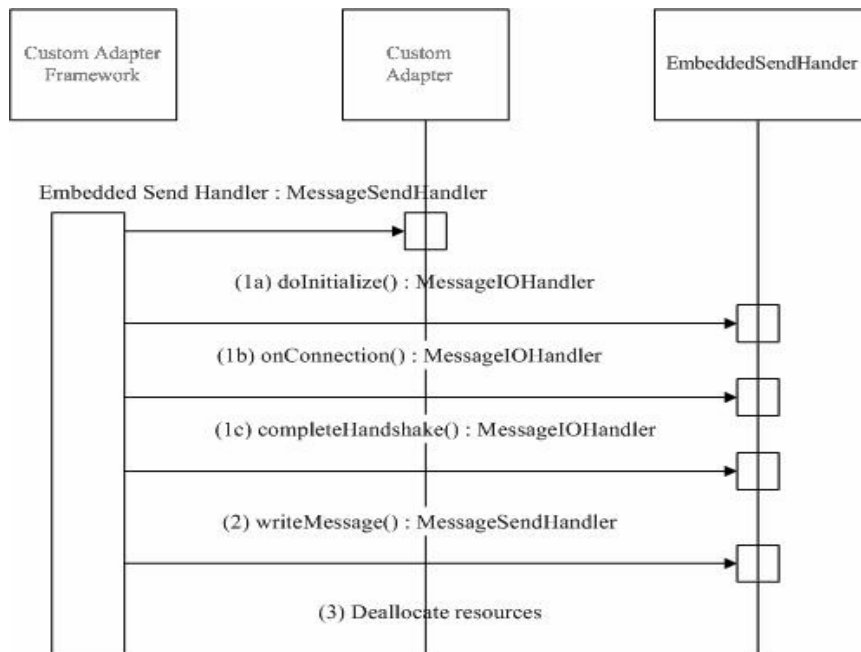 Custom Adapter
Framework
Custom
Adapter
EmbeddedSendHander
Embedded Send Handler : MessageSendHandler
(1a) doInitialize() : MessageIOHandler
(1b) onConnection() : MessageIOHandler
(1c) completeHandshake() : MessageIOHandler
(2) writeMessage() : MessageSendHandler
(3) Deallocate resources